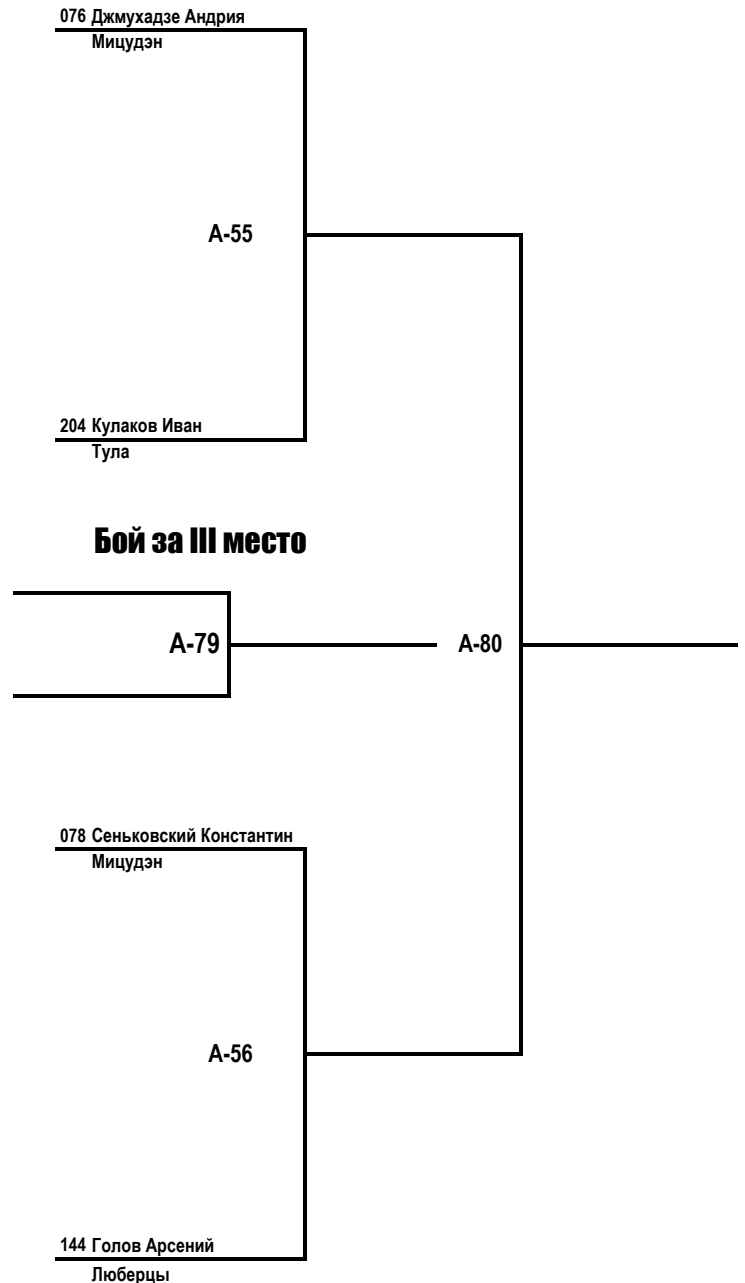 076 Джмухадзе Андрия
Мицудэн
А-55
204 Кулаков Иван
Тула
Бой за III место
А-79
А-80
078 Сеньковский Константин
Мицудэн
А-56
144 Голов Арсений
Люберцы